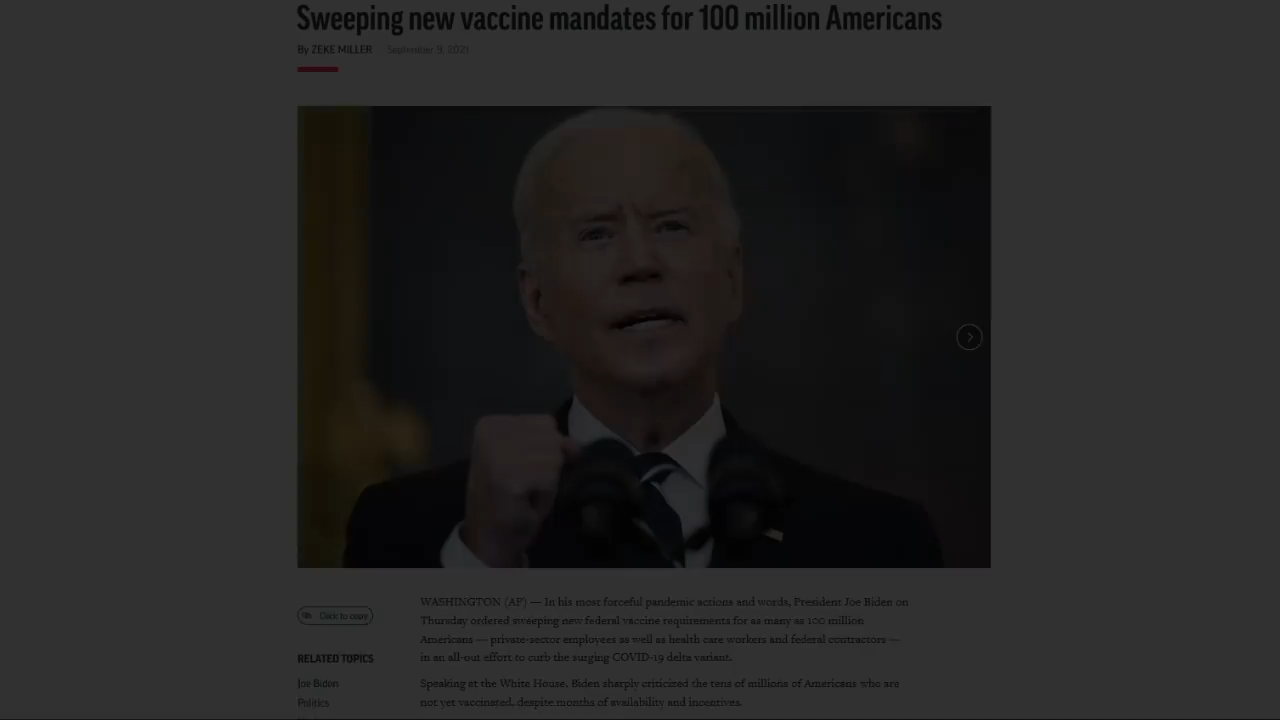 Sweeping new vaccine mandates for 100 million Americans
By ZEKE MILLER September 9, 2021
WASHINGTON (AP) — In his most forceful pandemic actions and words, President Joe Biden on
Thursday ordered sweeping new federal vaccine requirements for as many as 100 million
Americans — private-sector employees as well as health care workers and federal contractors —
in an all-out effort to curb the surging COVID-19 delta variant.
Speaking at the White House, Biden sharply criticized the tens of millions of Americans who are
not yet vaccinated, despite months of availability and incentives.
Click to copy
RELATED TOPICS
Joe Biden
Politics